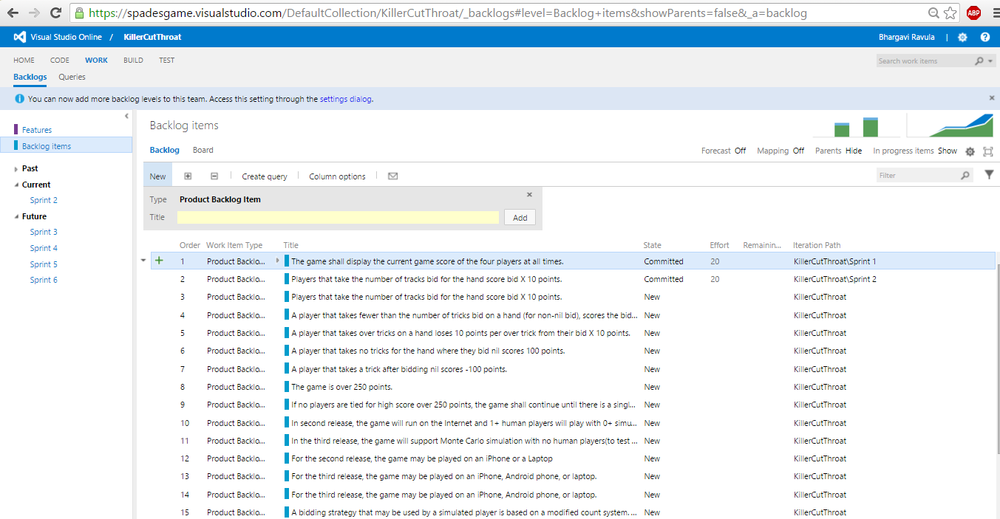 https://spadesgame.visualstudio.com/DefaultCollection/KillerCutThroat/_backlogs#level=Backlog+items&showParents=false&_a=backlog ABP
Visual Studio Online / KillerCutThroat Bhargavi Ravula | ?
HOME CODE WORK BUILD TEST Search work items
Backlogs Queries
You can now add more backlog levels to this team. Access this setting through the settings dialog.
Features
Backlog items
Past
Current
Sprint 2
Future
Sprint 3
Sprint 4
Sprint 5
Sprint 6
Backlog items
Backlog Board Forecast Off Mapping Off Parents Hide In progress items Show
New Create query Column options Filter
Type Product Backlog Item
Title Add
Order Work Item Type Title State Effort Remainin... Iteration Path
1 Product Backlo... The game shall display the current game score of the four players at all times. Committed 20 KillerCutThroat\Sprint 1
2 Product Backlo... Players that take the number of tracks bid for the hand score bid X 10 points. Committed 20 KillerCutThroat\Sprint 2
3 Product Backlo... Players that take the number of tracks bid for the hand score bid X 10 points. New KillerCutThroat
4 Product Backlo... A player that takes fewer than the number of tricks bid on a hand (for non-nil bid), scores the bid... New KillerCutThroat
5 Product Backlo... A player that takes over tricks on a hand loses 10 points per over trick from their bid X 10 points. New KillerCutThroat
6 Product Backlo... A player that takes no tricks for the hand where they bid nil scores 100 points. New KillerCutThroat
7 Product Backlo... A player that takes a trick after bidding nil scores -100 points. New KillerCutThroat
8 Product Backlo... The game is over 250 points. New KillerCutThroat
9 Product Backlo... If no players are tied for high score over 250 points, the game shall continue until there is a singl... New KillerCutThroat
10 Product Backlo... In second release, the game will run on the Internet and 1+ human players will play with 0+ simu... New KillerCutThroat
11 Product Backlo... In the third release, the game will support Monte Carlo simulation with no human players(to test ... New KillerCutThroat
12 Product Backlo... For the second release, the game may be played on an iPhone or a Laptop New KillerCutThroat
13 Product Backlo... For the third release, the game may be played on an iPhone, Android phone, or laptop. New KillerCutThroat
14 Product Backlo... For the third release, the game may be played on an iPhone, Android phone, or laptop. New KillerCutThroat
15 Product Backlo... A bidding strategy that may be used by a simulated player is based on a modified count system. ... New KillerCutThroat